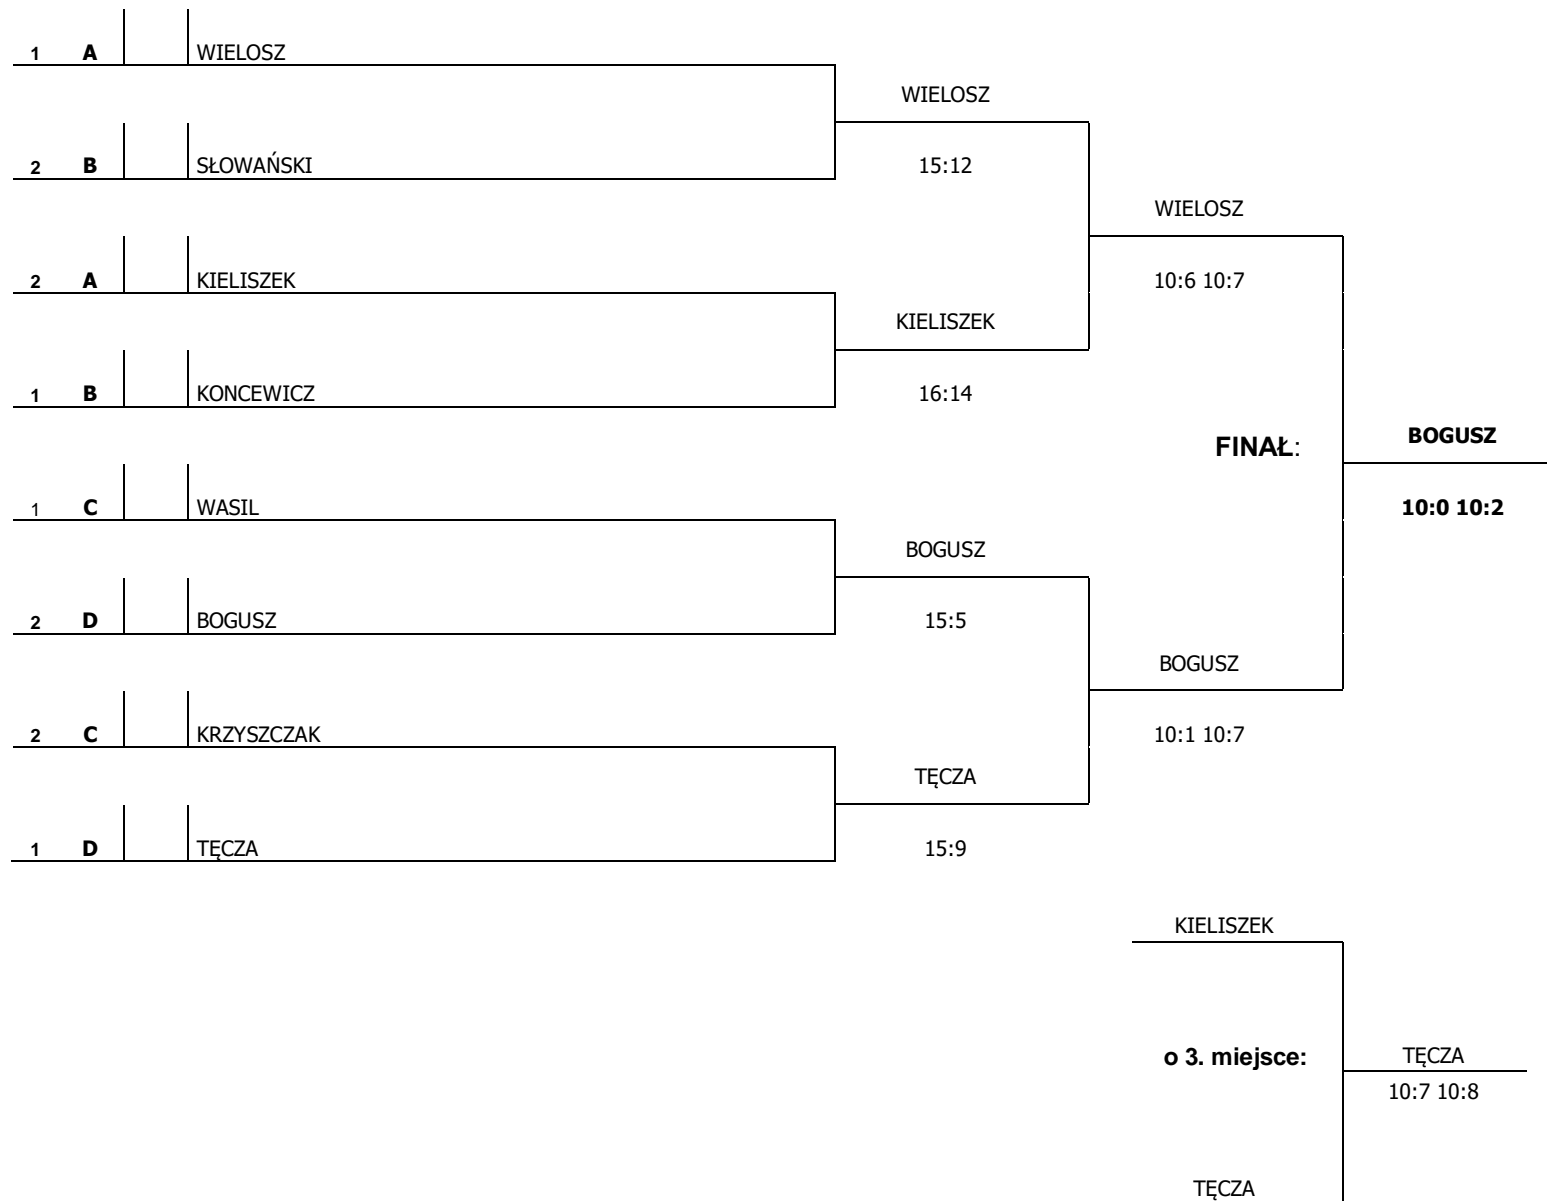 1 A WIELOSZ
WIELOSZ
2 B SŁOWAŃSKI
15:12
WIELOSZ
2 A KIELISZEK
10:6 10:7
KIELISZEK
1 B KONCEWICZ
16:14
FINAŁ:
BOGUSZ
1 C WASIL
10:0 10:2
BOGUSZ
2 D BOGUSZ
15:5
BOGUSZ
2 C KRZYSZCZAK
10:1 10:7
TĘCZA
1 D TĘCZA
15:9
KIELISZEK
o 3. miejsce:
TĘCZA
10:7 10:8
TĘCZA